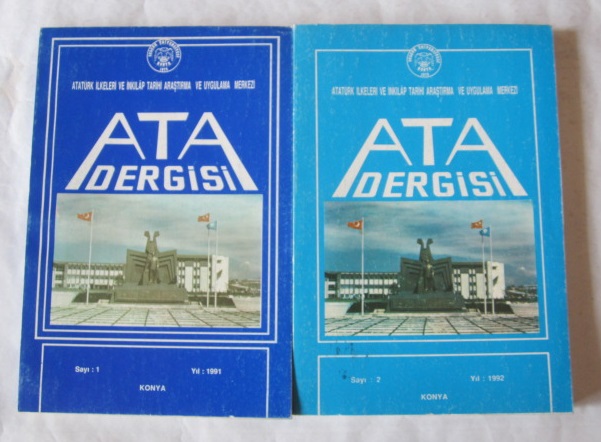 ATATÜRK İLKELERİ VE İNKILÂP TARİHİ ARAŞTIRMA VE UYGULAMA MERKEZİ
ATA
DERGİSİ
Sayı : 1 Yıl : 1991
KONYA
ATATÜRK İLKELERİ VE İNKILÂP TARİHİ ARAŞTIRMA VE UYGULAMA MERKEZİ
ATA
DERGİSİ
Sayı : 2 Yıl : 1992
KONYA